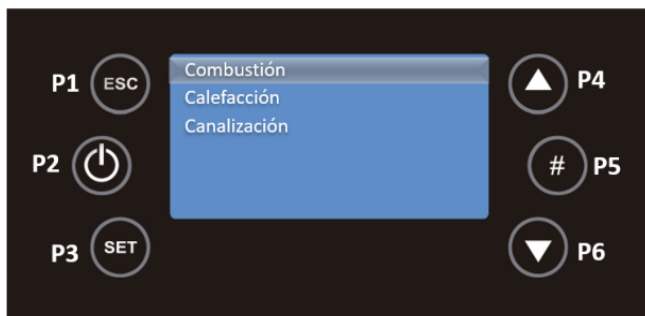 P1 ESC
Combustión
P4
Calefacción
Canalización
P2
# P5
P3 SET
P6